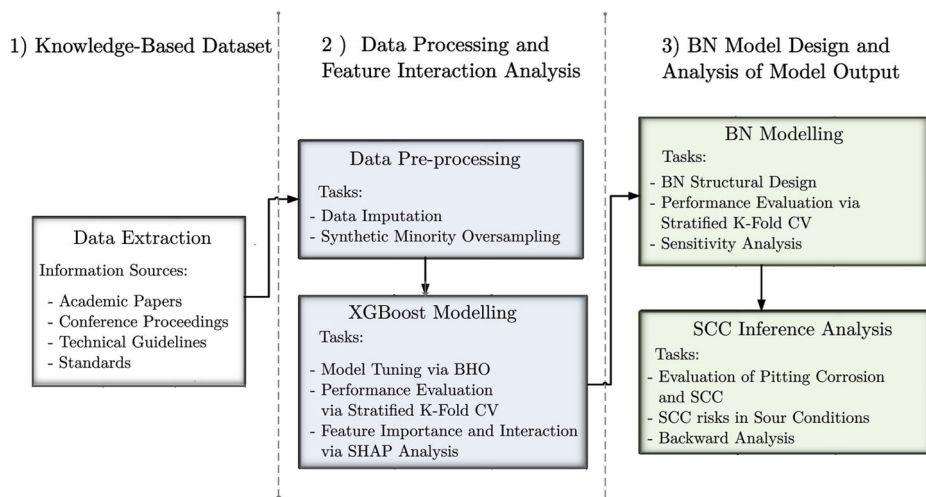 1) Knowledge-Based Dataset
Data Extraction
Information Sources:
- Academic Papers
- Conference Proceedings
- Technical Guidelines
- Standards
2 ) Data Processing and
Feature Interaction Analysis
Data Pre-processing
Tasks:
- Data Imputation
- Synthetic Minority Oversampling
XGBoost Modelling
Tasks:
- Model Tuning via BHO
- Performance Evaluation
via Stratified K-Fold CV
- Feature Importance and Interaction
via SHAP Analysis
3) BN Model Design and
Analysis of Model Output
BN Modelling
Tasks:
- BN Structural Design
- Performance Evaluation via
Stratified K-Fold CV
- Sensitivity Analysis
SCC Inference Analysis
Tasks:
- Evaluation of Pitting Corrosion
and SCC
- SCC risks in Sour Conditions
- Backward Analysis